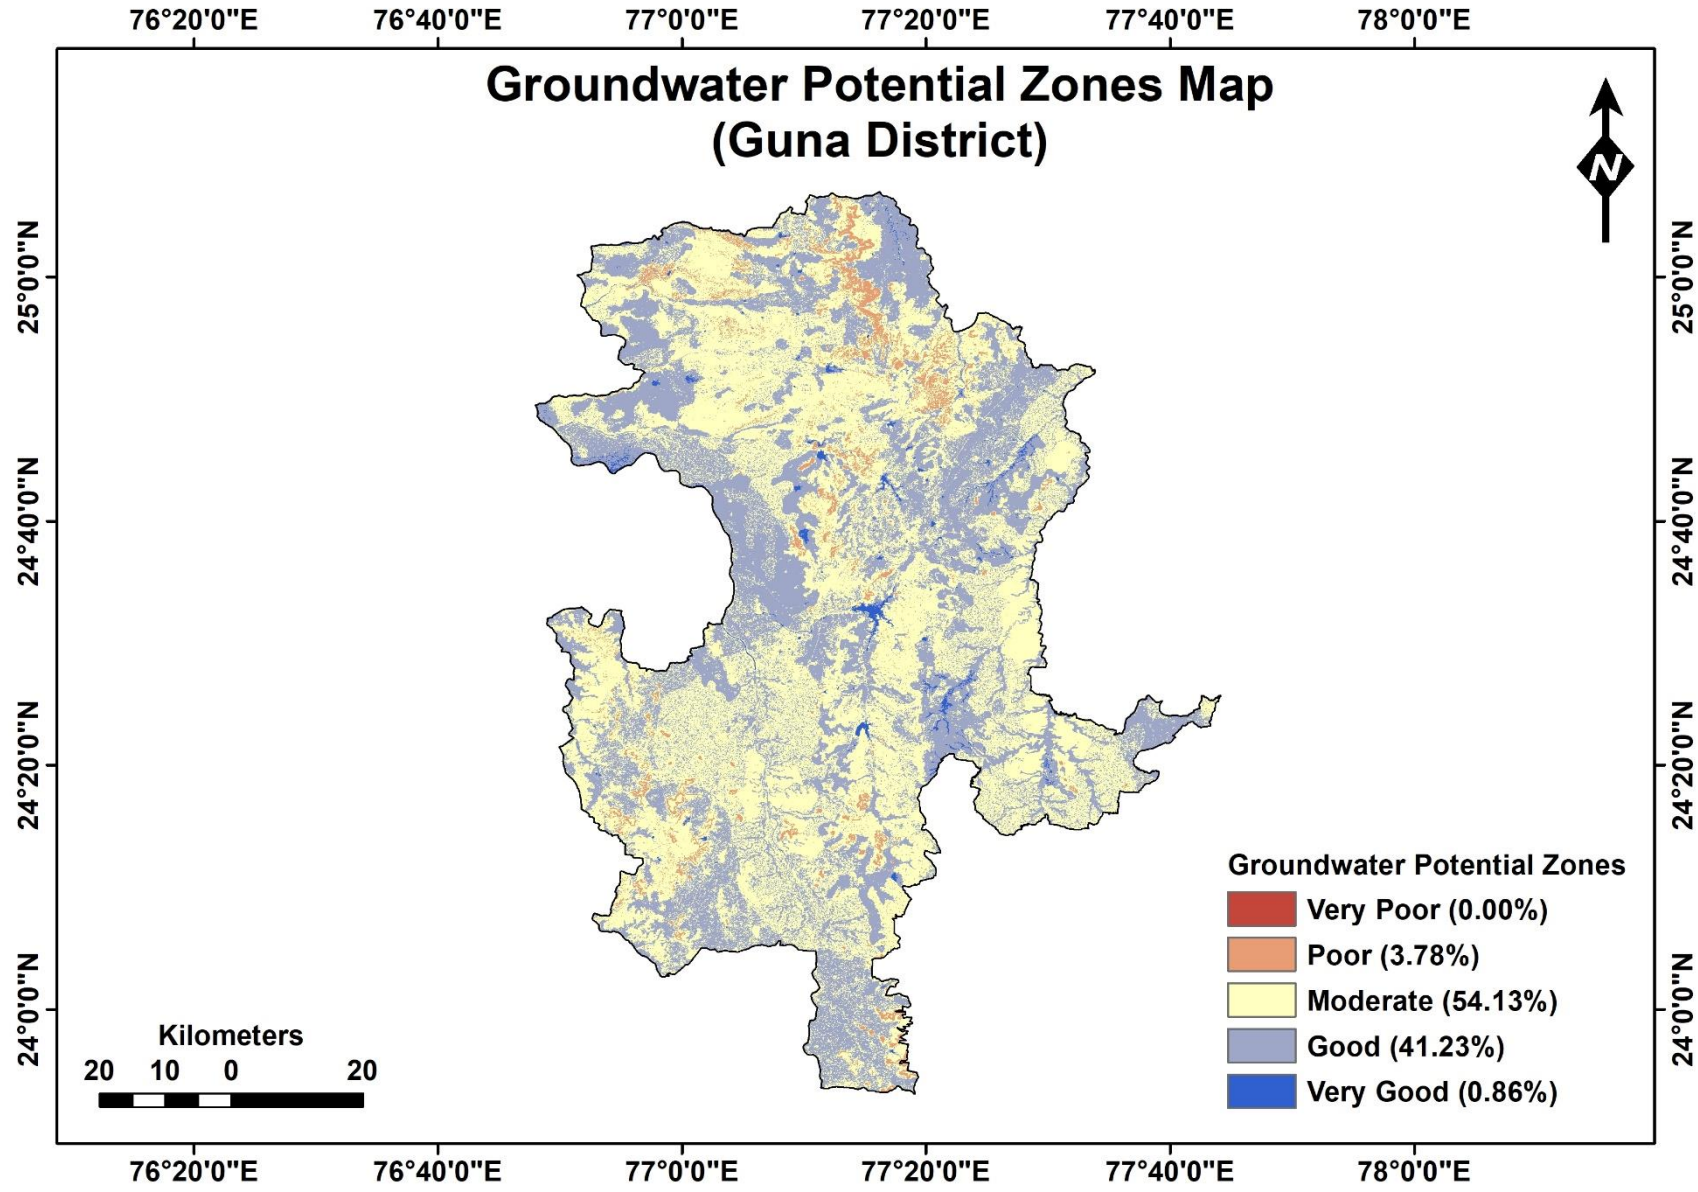 76°20'0"E 76°40'0"E 77°0'0"E 77°20'0"E 77°40'0"E 78°0'0"E
Groundwater Potential Zones Map
(Guna District)
N
25°0'0"N
24°40'0"N
24°20'0"N
24°0'0"N
25°0'0"N
24°40'0"N
24°20'0"N
24°0'0"N
Groundwater Potential Zones
Very Poor (0.00%)
Poor (3.78%)
Moderate (54.13%)
Good (41.23%)
Very Good (0.86%)
Kilometers
20 10 0 20
76°20'0"E 76°40'0"E 77°0'0"E 77°20'0"E 77°40'0"E 78°0'0"E